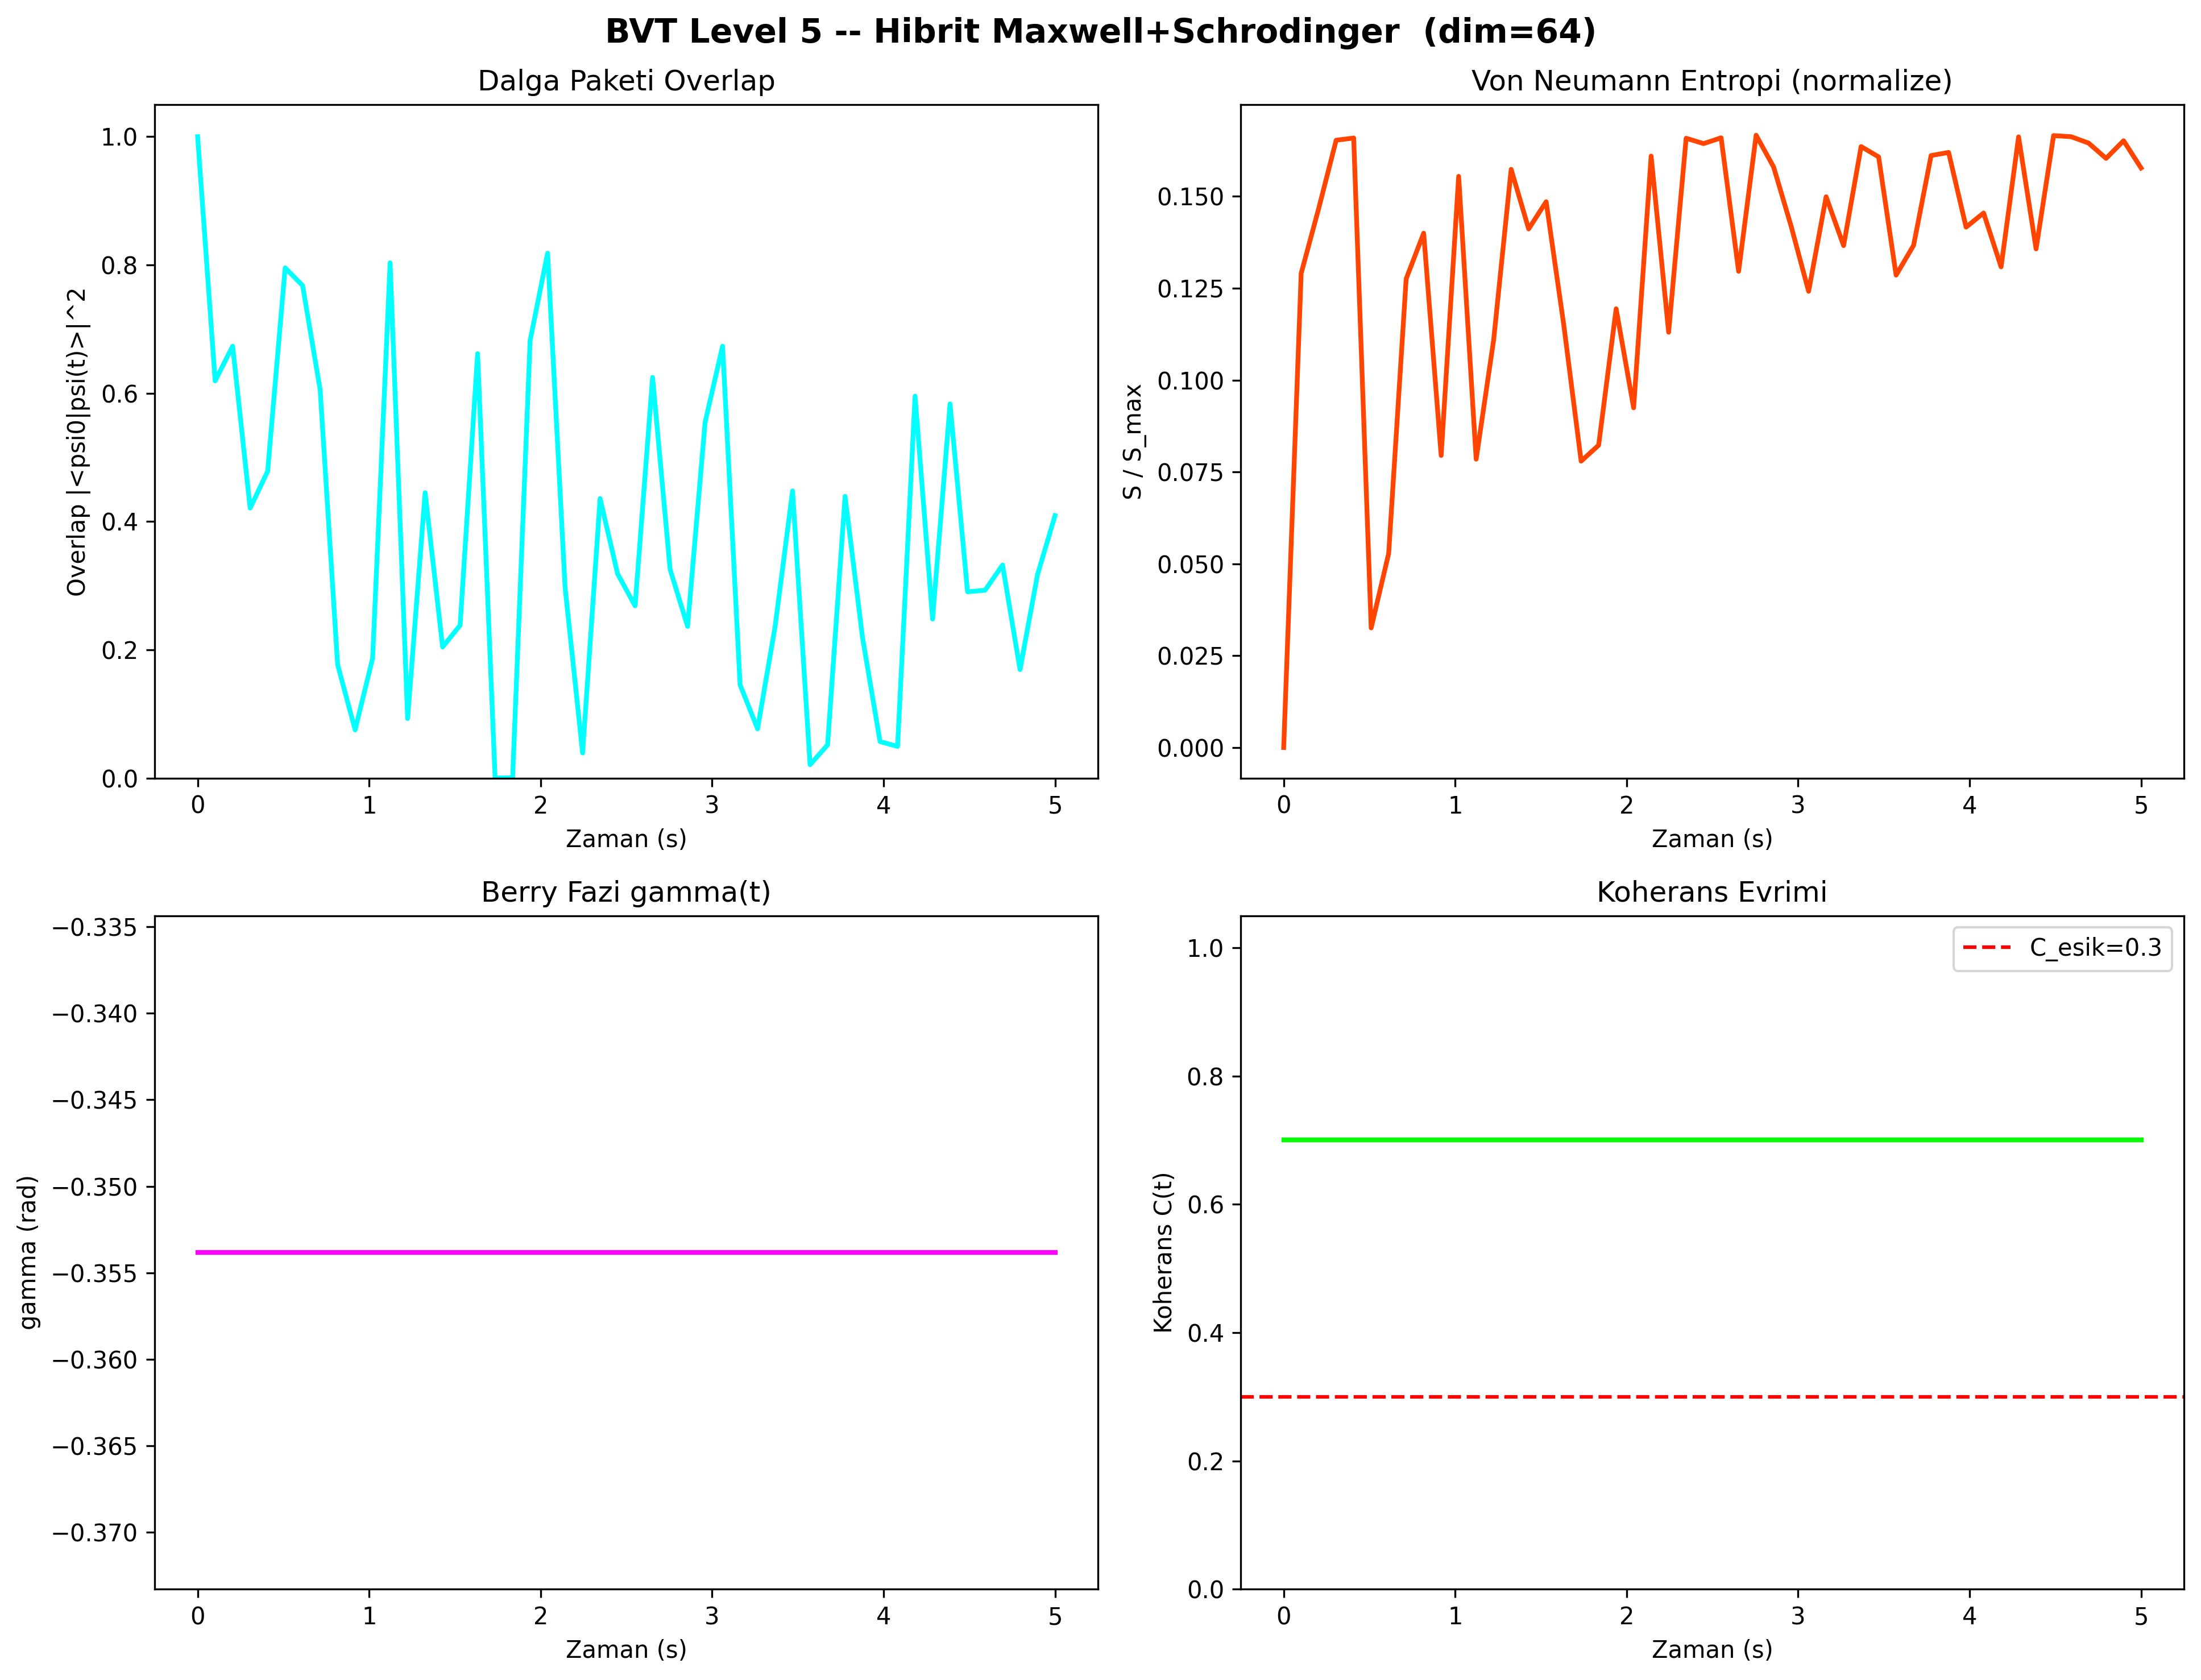 BVT Level 5 -- Hibrit Maxwell+Schrodinger (dim=64)
Dalga Paketi Overlap
Overlap |<psi0|psi(t)>|^2
1.0
0.8
0.6
0.4
0.2
0.0
0 1 2 3 4 5
Zaman (s)
Von Neumann Entropi (normalize)
S / S_max
0.150
0.125
0.100
0.075
0.050
0.025
0.000
0 1 2 3 4 5
Zaman (s)
Berry Fazi gamma(t)
gamma (rad)
−0.335
−0.340
−0.345
−0.350
−0.355
−0.360
−0.365
−0.370
0 1 2 3 4 5
Zaman (s)
Koherans Evrimi
Koherans C(t)
C_esik=0.3
1.0
0.8
0.6
0.4
0.2
0.0
0 1 2 3 4 5
Zaman (s)